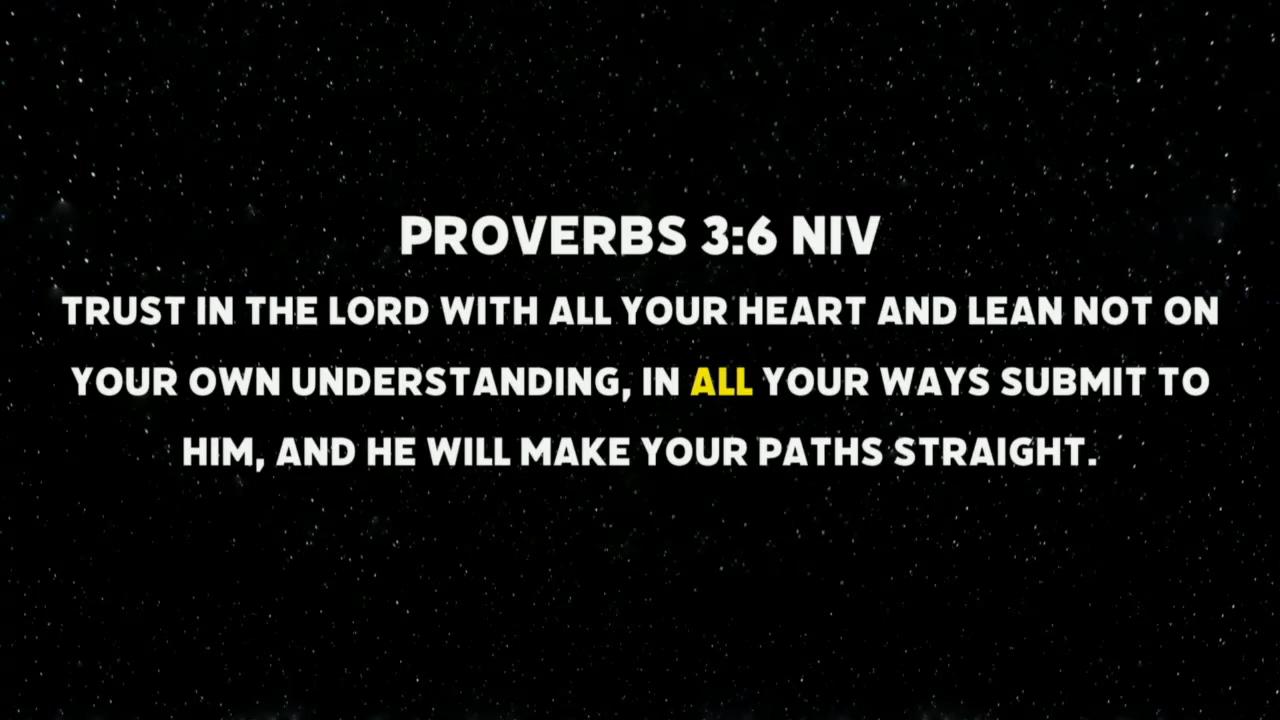 PROVERBS 3:6 NIV
TRUST IN THE LORD WITH ALL YOUR HEART AND LEAN NOT ON
YOUR OWN UNDERSTANDING, IN ALL YOUR WAYS SUBMIT TO
HIM, AND HE WILL MAKE YOUR PATHS STRAIGHT.